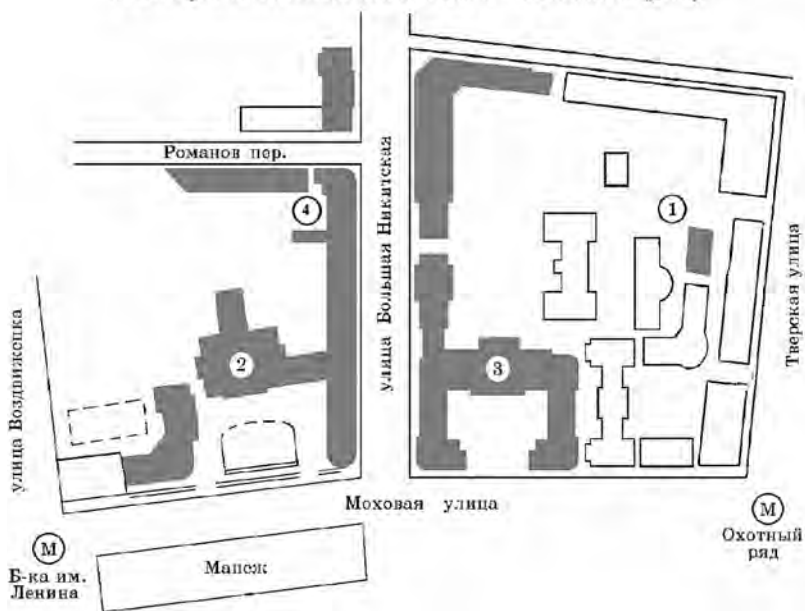 Романов пер.
4
1
улица Большая Никитская
Тверская улица
улица Воздвиженка
2
3
Моховая улица
М
Б-ка им.
Ленина
Манеж
М
Охотный
ряд